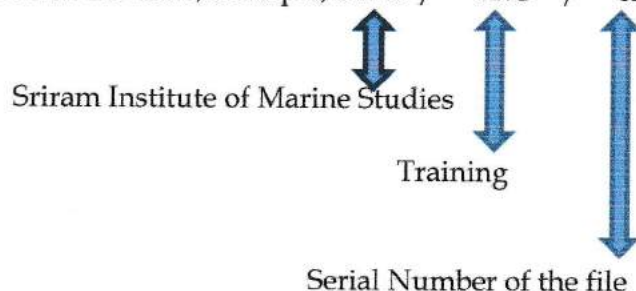 Sriram Institute of Marine Studies
Training
Serial Number of the file